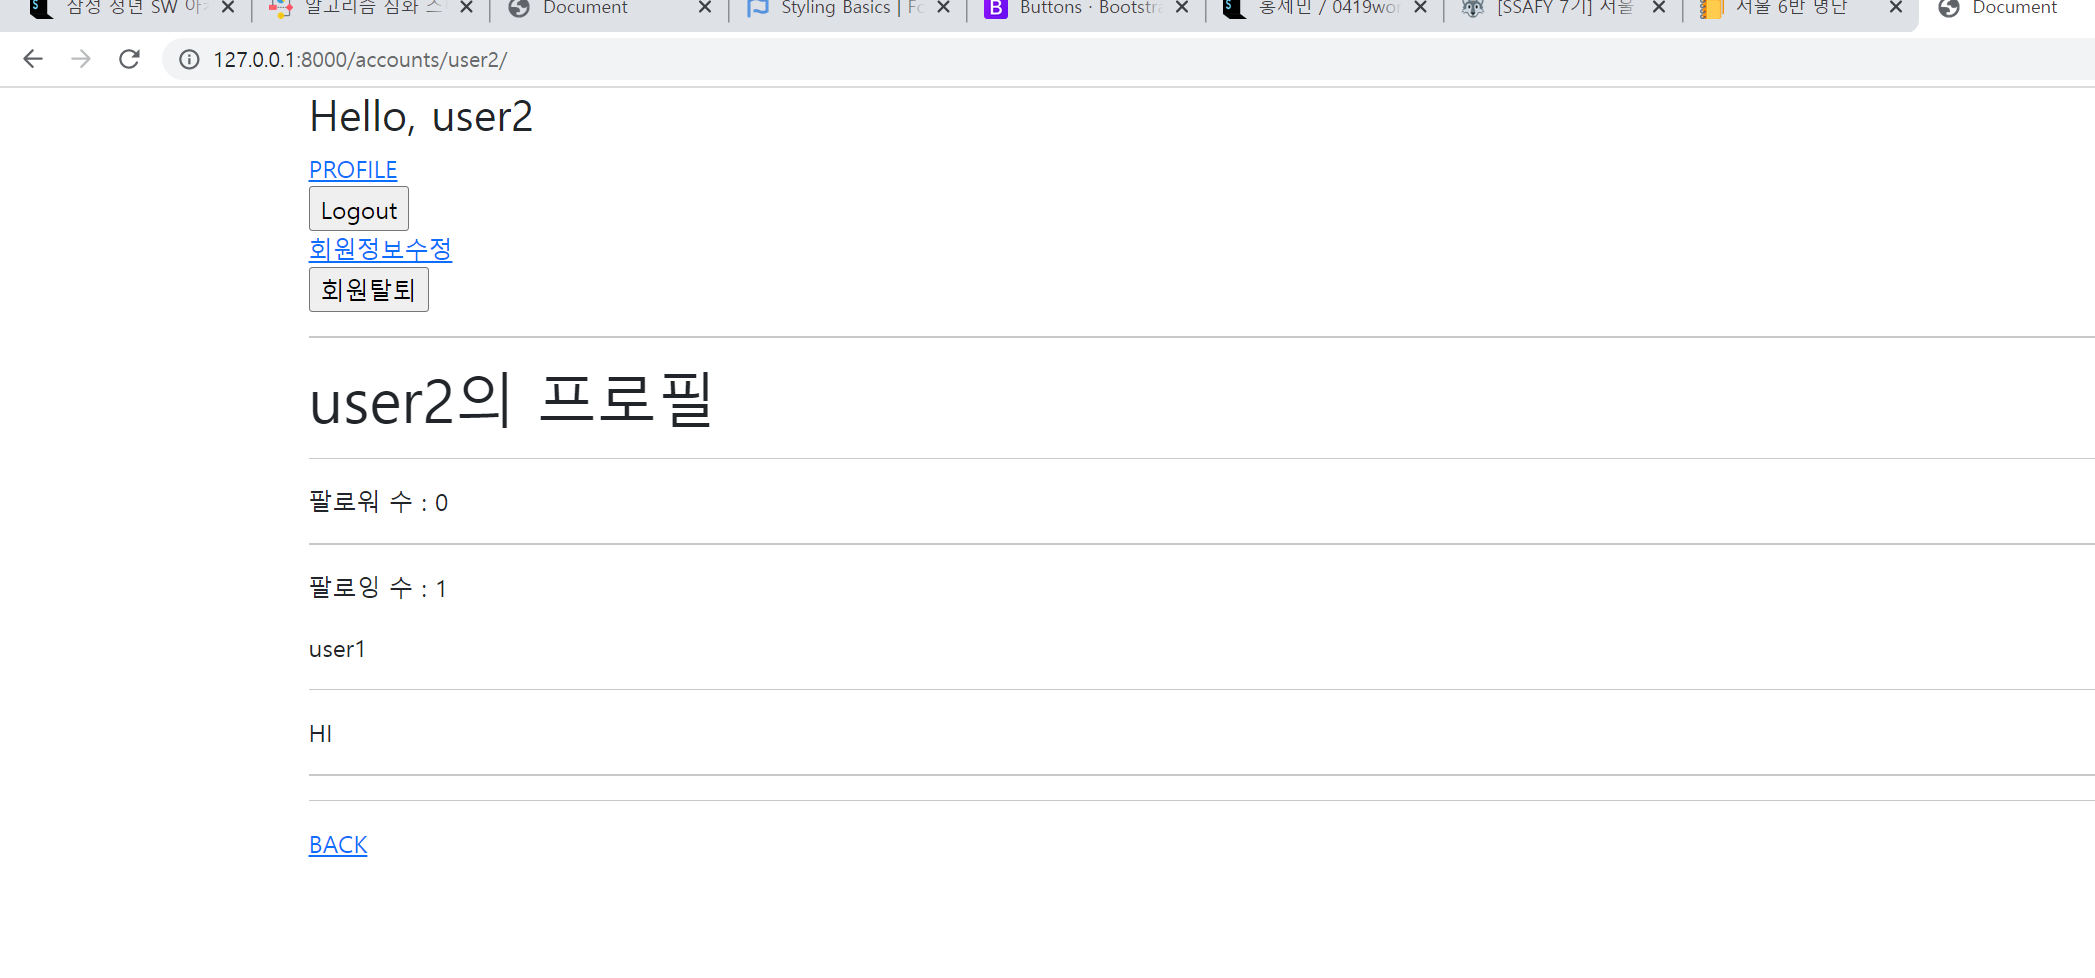 삼성 청년 SW 아
알고리즘 심화 스
Document
Styling Basics | Fo
Buttons · Bootstra
홍세민 / 0419wor
[SSAFY 7기] 서울
서울 6반 명단
Document
127.0.0.1:8000/accounts/user2/
Hello, user2
PROFILE
Logout
회원정보수정
회원탈퇴
user2의 프로필
팔로워 수 : 0
팔로잉 수 : 1
user1
HI
BACK